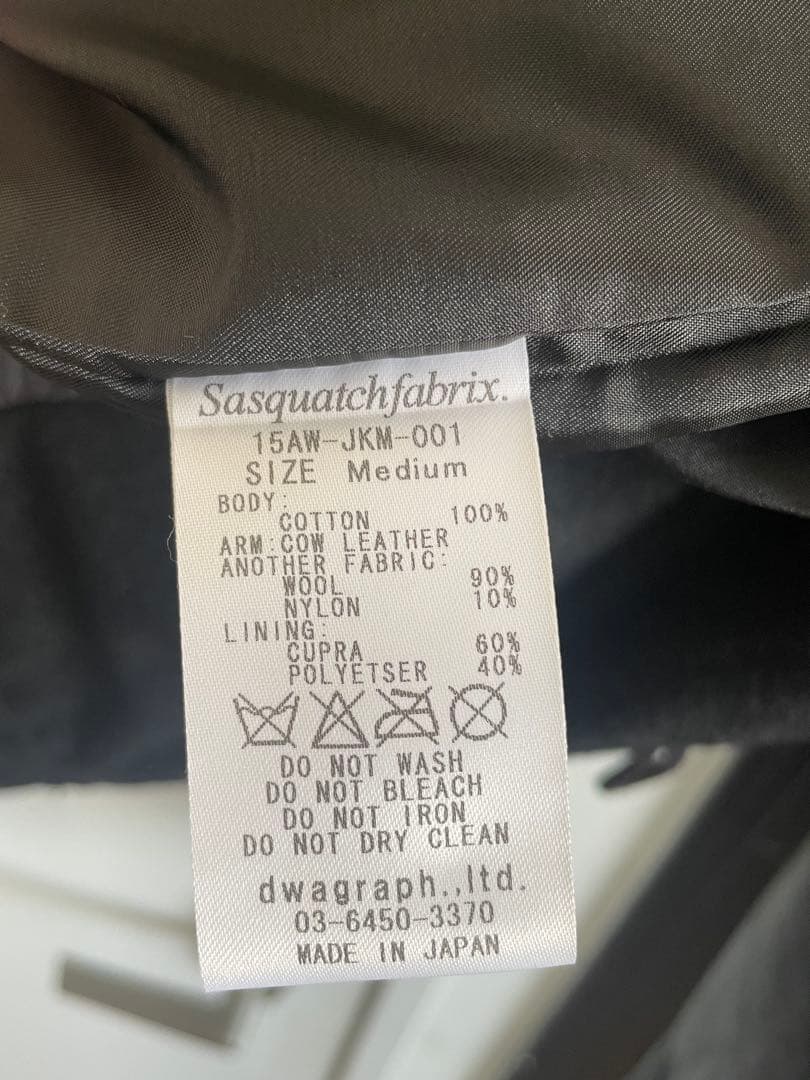 Sasquatchfabrix.
15AW-JKM-001
SIZE Medium
BODY:
COTTON 100%
ARM:COW LEATHER
ANOTHER FABRIC:
WOOL 90%
NYLON 10%
LINING:
CUPRA 60%
POLYETSER 40%
DO NOT WASH
DO NOT BLEACH
DO NOT IRON
DO NOT DRY CLEAN
dwagraph.,ltd.
03-6450-3370
MADE IN JAPAN